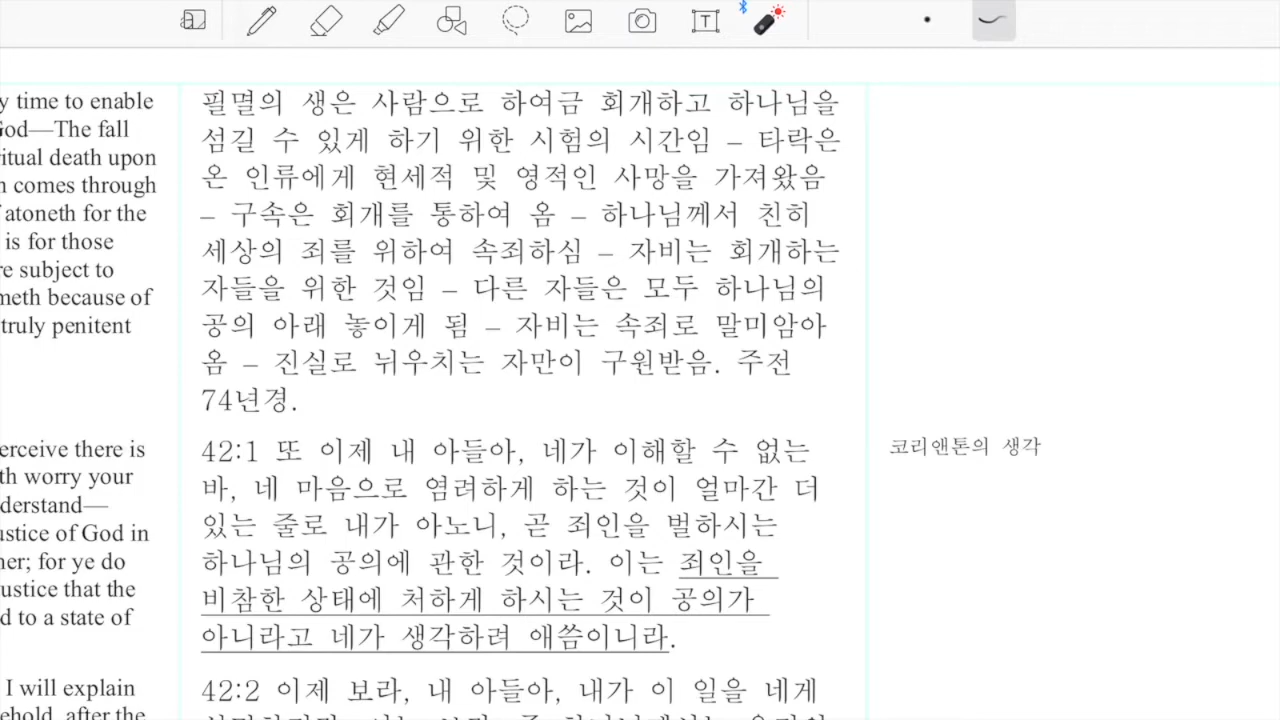 y time to enable
God—The fall
ritual death upon
n comes through
atoneth for the
is for those
re subject to
meth because of
truly penitent
erceive there is
th worry your
derstand—
ustice of God in
ner; for ye do
ustice that the
d to a state of
I will explain
ehold, after the
필멸의 생은 사람으로 하여금 회개하고 하나님을
섬길 수 있게 하기 위한 시험의 시간임 – 타락은
온 인류에게 현세적 및 영적인 사망을 가져왔음
– 구속은 회개를 통하여 옴 – 하나님께서 친히
세상의 죄를 위하여 속죄하심 – 자비는 회개하는
자들을 위한 것임 – 다른 자들은 모두 하나님의
공의 아래 놓이게 됨 – 자비는 속죄로 말미암아
옴 – 진실로 뉘우치는 자만이 구원받음. 주전
74년경.
42:1 또 이제 내 아들아, 네가 이해할 수 없는
바, 네 마음으로 염려하게 하는 것이 얼마간 더
있는 줄로 내가 아노니, 곧 죄인을 벌하시는
하나님의 공의에 관한 것이라. 이는 죄인을
비참한 상태에 처하게 하시는 것이 공의가
아니라고 네가 생각하려 애씀이니라.
42:2 이제 보라, 내 아들아, 내가 이 일을 네게
코리앤톤의 생각